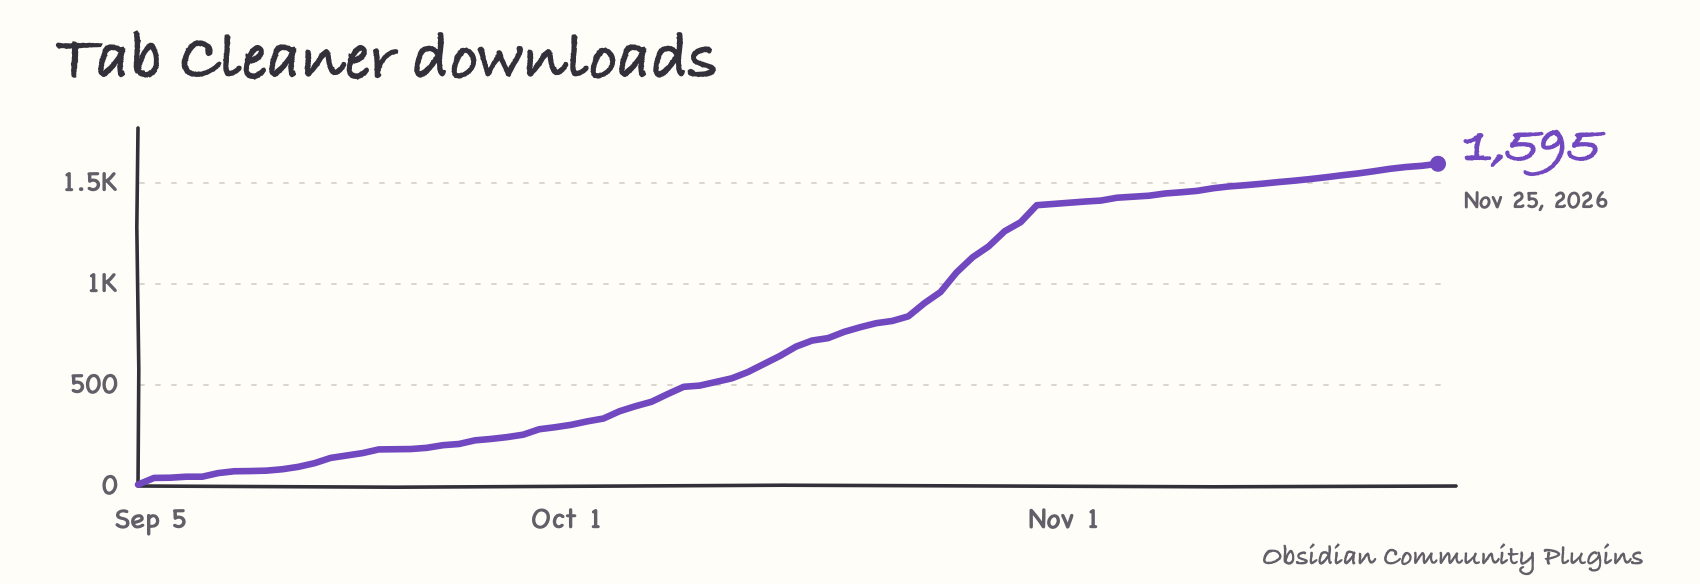 Tab Cleaner downloads
1,595
Nov 25, 2026
1.5K
1K
500
0
Sep 5
Oct 1
Nov 1
Obsidian Community Plugins